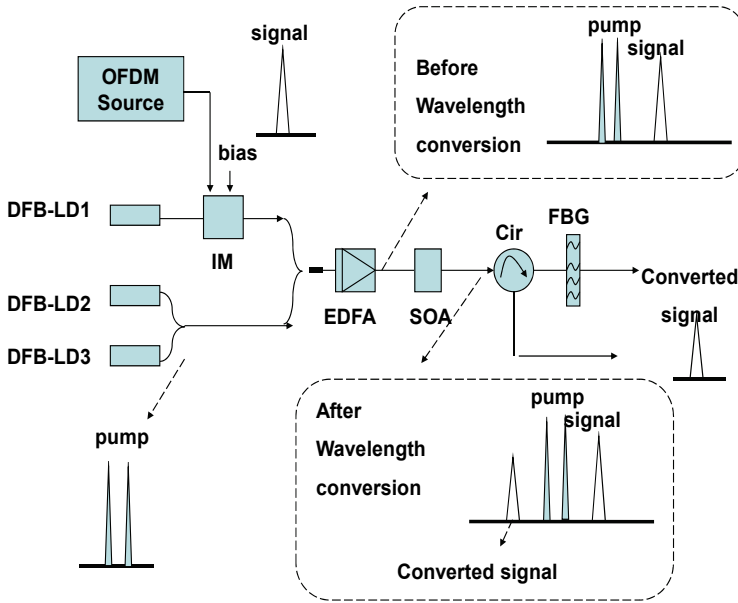 signal
OFDM
Source
bias
DFB-LD1
IM
DFB-LD2
DFB-LD3
pump
EDFA
SOA
Cir
FBG
Converted
signal
Before
Wavelength
conversion
pump
signal
After
Wavelength
conversion
pump
signal
Converted signal